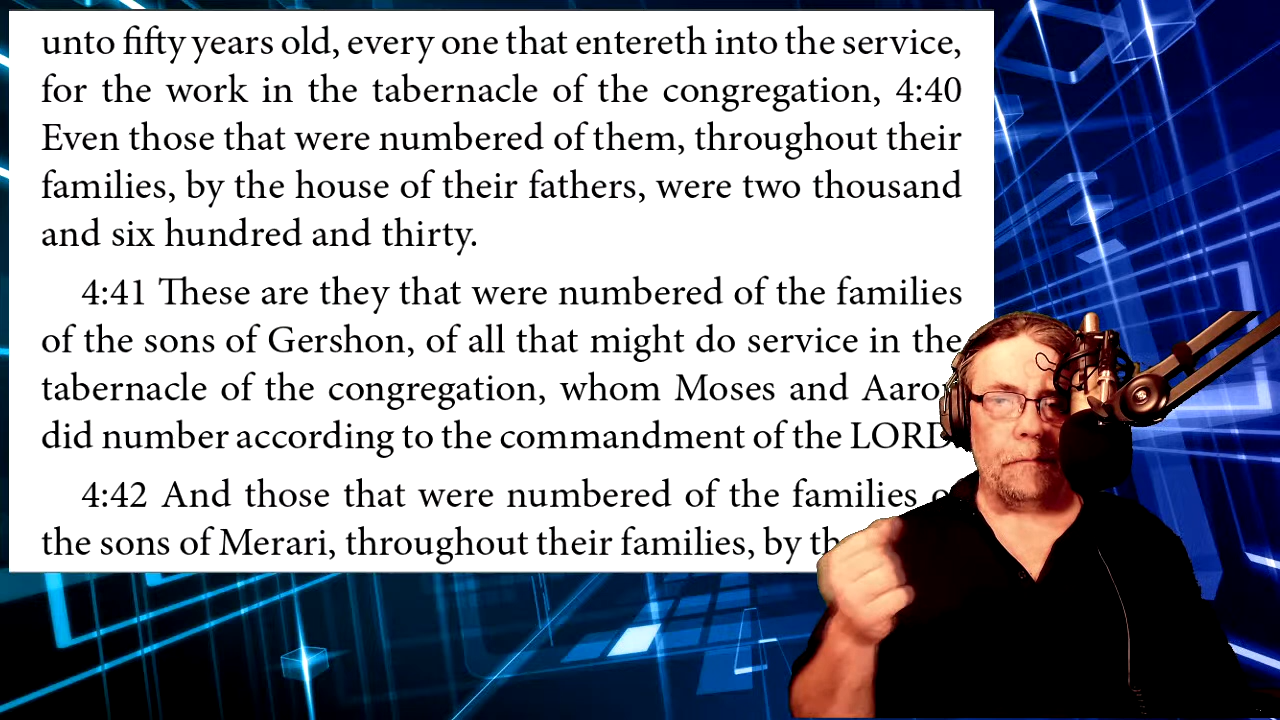 unto fifty years old, every one that entereth into the service,
for the work in the tabernacle of the congregation, 4:40
Even those that were numbered of them, throughout their
families, by the house of their fathers, were two thousand
and six hundred and thirty.
4:41 These are they that were numbered of the families
of the sons of Gershon, of all that might do service in the
tabernacle of the congregation, whom Moses and Aaron
did number according to the commandment of the LORD.
4:42 And those that were numbered of the families
the sons of Merari, throughout their families, by